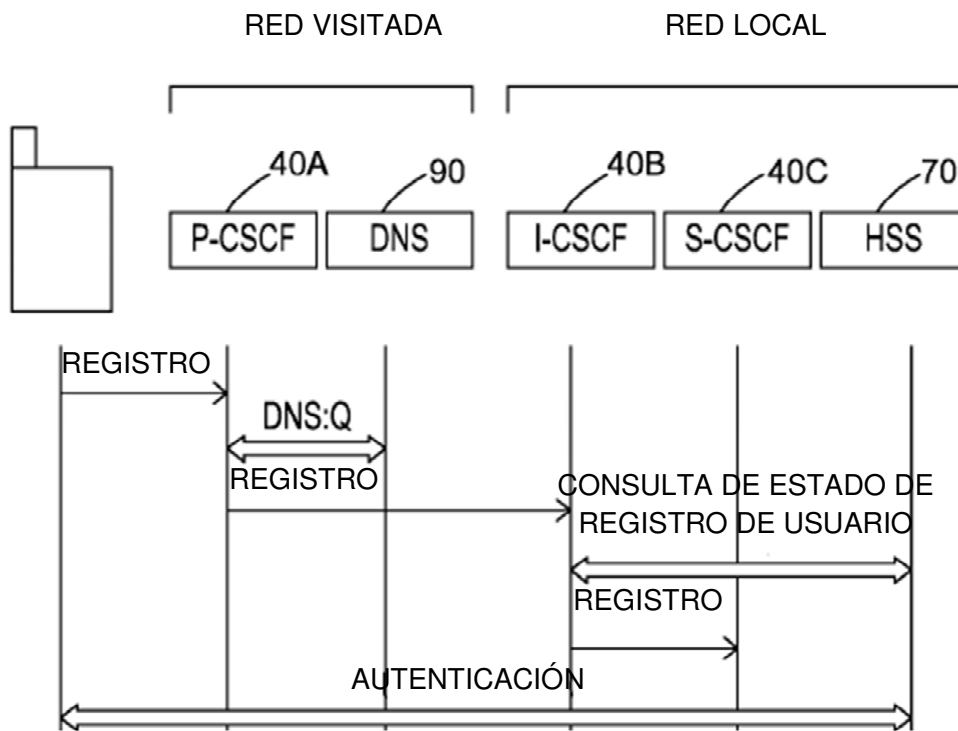 RED VISITADA
RED LOCAL
40A
90
40B
40C
70
P-CSCF
DNS
I-CSCF
S-CSCF
HSS
REGISTRO
DNS:Q
REGISTRO
CONSULTA DE ESTADO DE
REGISTRO DE USUARIO
REGISTRO
AUTENTICACIÓN